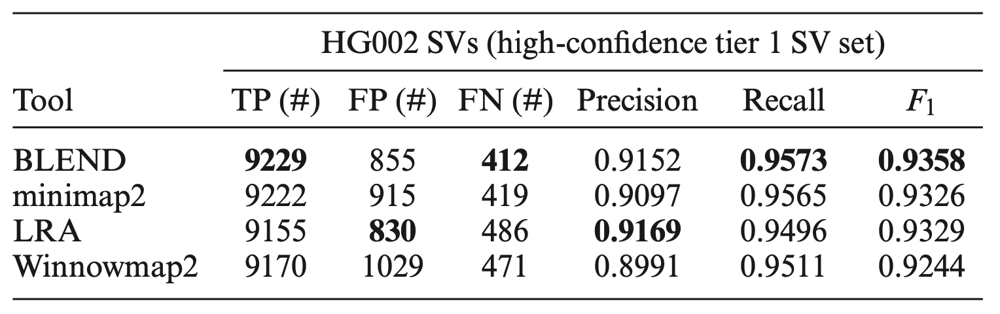 HG002 SVs (high-confidence tier 1 SV set)
Tool TP (#) FP (#) FN (#) Precision Recall F1
BLEND 9229 855 412 0.9152 0.9573 0.9358
minimap2 9222 915 419 0.9097 0.9565 0.9326
LRA 9155 830 486 0.9169 0.9496 0.9329
Winnowmap2 9170 1029 471 0.8991 0.9511 0.9244